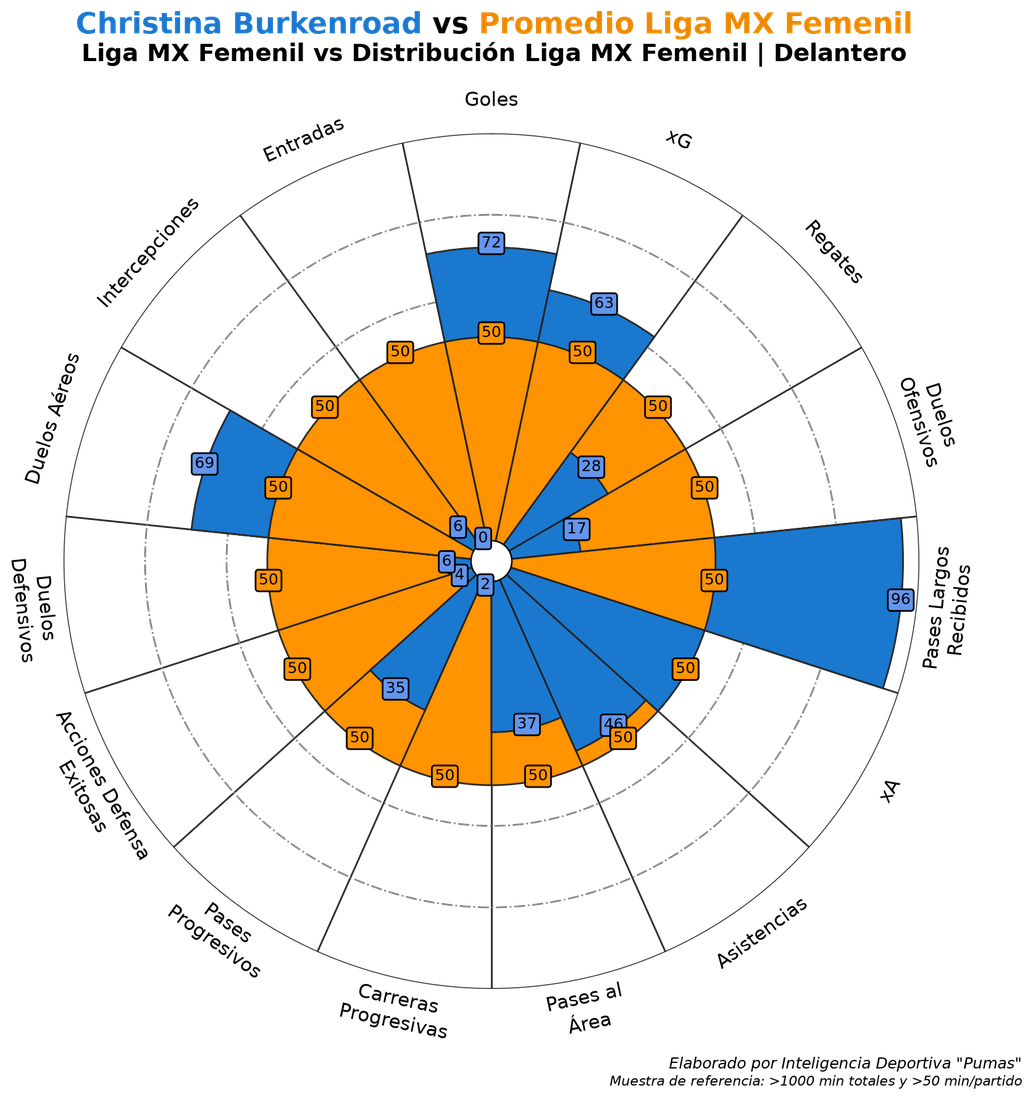 Christina Burkenroad vs Promedio Liga MX Femenil
Liga MX Femenil vs Distribución Liga MX Femenil | Delantero
Goles
xG
Regates
Duelos
Ofensivos
Pases Largos
Recibidos
xA
Asistencias
Pases al
Área
Carreras
Progresivas
Pases
Progresivos
Acciones Defensa
Exitosas
Duelos
Defensivos
Duelos Aéreos
Intercepciones
Entradas
72
50
63
50
28
50
17
50
96
50
50
46
50
37
50
2
50
35
50
4
50
6
50
69
50
6
50
0
50
Elaborado por Inteligencia Deportiva "Pumas"
Muestra de referencia: >1000 min totales y >50 min/partido